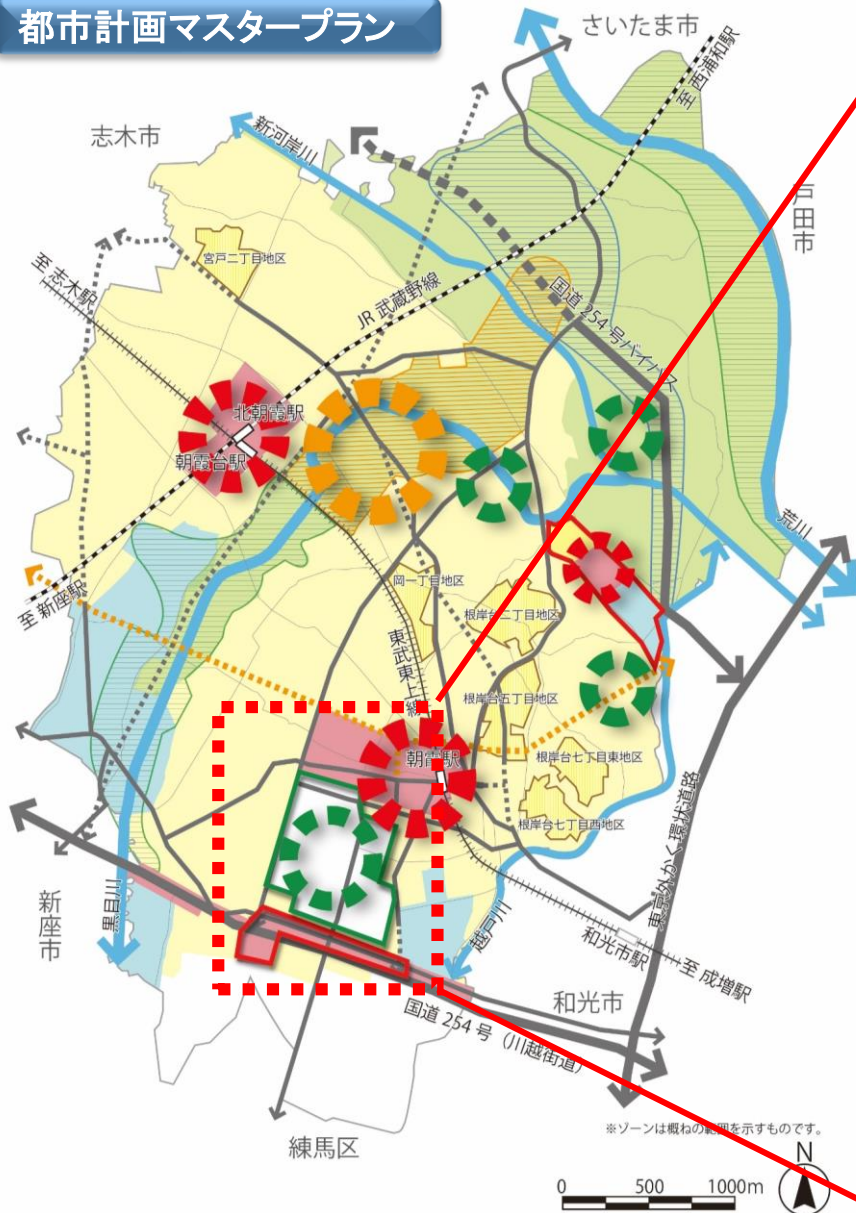 都市計画マスタープラン
さいたま市
至 西浦和駅
志木市
新河岸川
戸田市
宮戸二丁目地区
至 志木駅
JR 武蔵野線
国道 254 号バイパス
北朝霞駅
朝霞台駅
荒川
至 新座駅
岡一丁目地区
根岸台二丁目地区
東武東上線
根岸台五丁目地区
朝霞駅
根岸台七丁目東地区
根岸台七丁目西地区
東京外かく環状道路
新座市
黒目川
越戸川
和光市駅
至 成増駅
和光市
国道 254 号(川越街道)
練馬区
※ゾーンは概ねの範囲を示すものです。
N
0 500 1000m